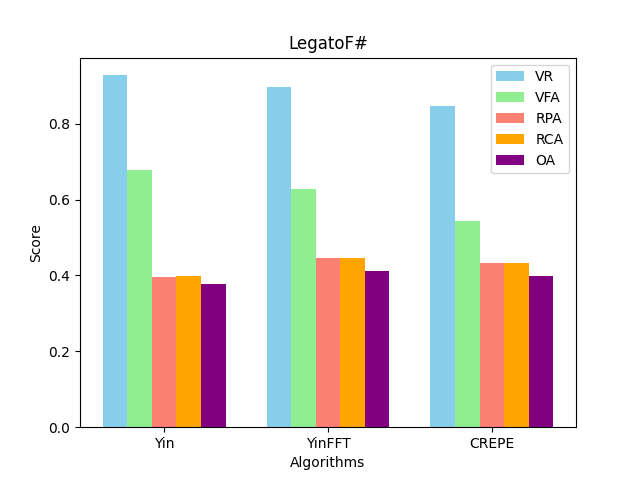 LegatoF#
VR
VFA
RPA
RCA
OA
Score
0.8
0.6
0.4
0.2
0.0
Yin
YinFFT
CREPE
Algorithms